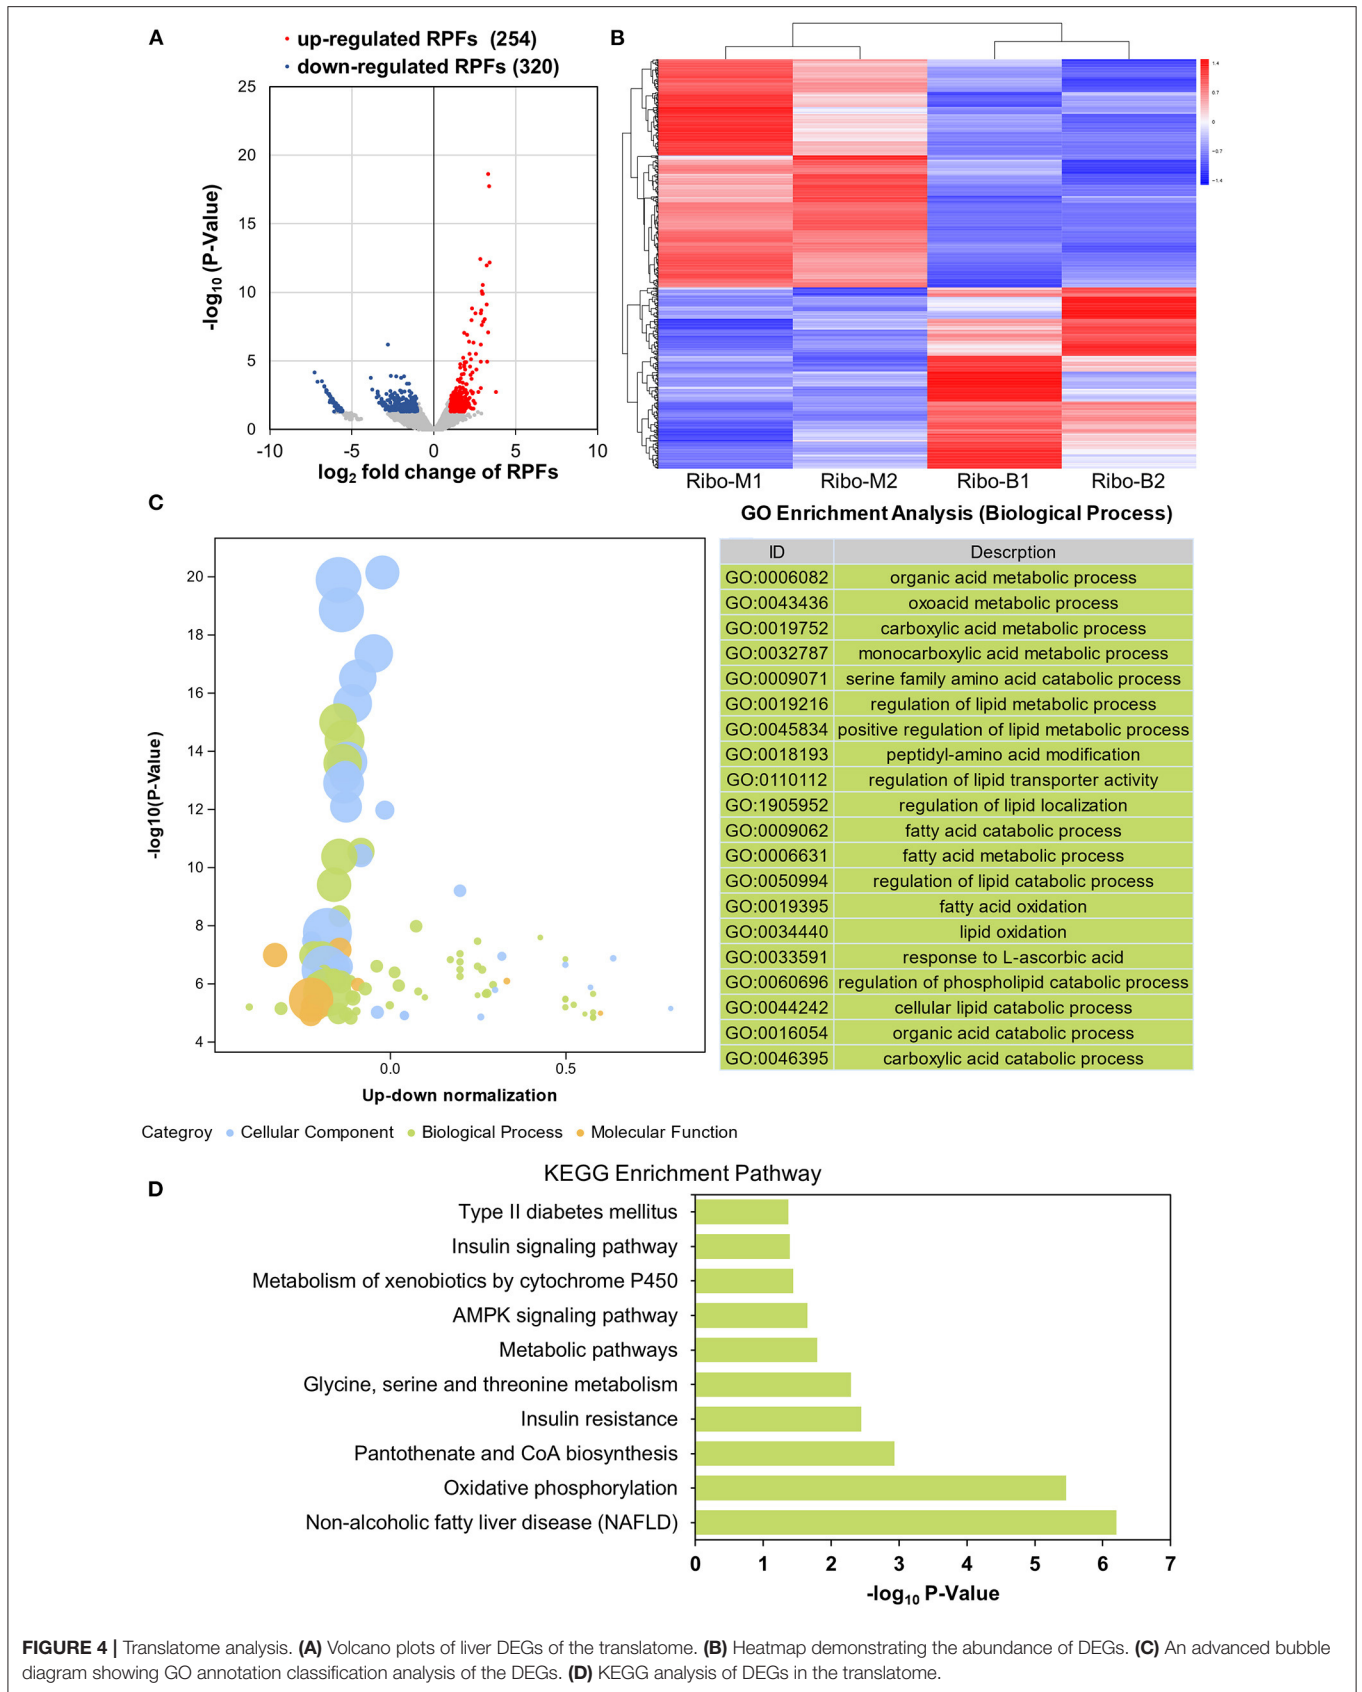 A
up-regulated RPFs (254)
down-regulated RPFs (320)
25
20
15
10
5
0
-10
-5
0
5
10
-log10 (P-Value)
log2 fold change of RPFs
B
1.4
0.7
0
-0.7
-1.4
Ribo-M1
Ribo-M2
Ribo-B1
Ribo-B2
C
20
18
16
14
12
10
8
6
4
0.0
0.5
-log10(P-Value)
Up-down normalization
Categroy
Cellular Component
Biological Process
Molecular Function
GO Enrichment Analysis (Biological Process)
ID Descrption
GO:0006082 organic acid metabolic process
GO:0043436 oxoacid metabolic process
GO:0019752 carboxylic acid metabolic process
GO:0032787 monocarboxylic acid metabolic process
GO:0009071 serine family amino acid catabolic process
GO:0019216 regulation of lipid metabolic process
GO:0045834 positive regulation of lipid metabolic process
GO:0018193 peptidyl-amino acid modification
GO:0110112 regulation of lipid transporter activity
GO:1905952 regulation of lipid localization
GO:0009062 fatty acid catabolic process
GO:0006631 fatty acid metabolic process
GO:0050994 regulation of lipid catabolic process
GO:0019395 fatty acid oxidation
GO:0034440 lipid oxidation
GO:0033591 response to L-ascorbic acid
GO:0060696 regulation of phospholipid catabolic process
GO:0044242 cellular lipid catabolic process
GO:0016054 organic acid catabolic process
GO:0046395 carboxylic acid catabolic process
D
KEGG Enrichment Pathway
Type II diabetes mellitus
Insulin signaling pathway
Metabolism of xenobiotics by cytochrome P450
AMPK signaling pathway
Metabolic pathways
Glycine, serine and threonine metabolism
Insulin resistance
Pantothenate and CoA biosynthesis
Oxidative phosphorylation
Non-alcoholic fatty liver disease (NAFLD)
0
1
2
3
4
5
6
7
-log10 P-Value
FIGURE 4 | Translatome analysis. (A) Volcano plots of liver DEGs of the translatome. (B) Heatmap demonstrating the abundance of DEGs. (C) An advanced bubble
diagram showing GO annotation classification analysis of the DEGs. (D) KEGG analysis of DEGs in the translatome.